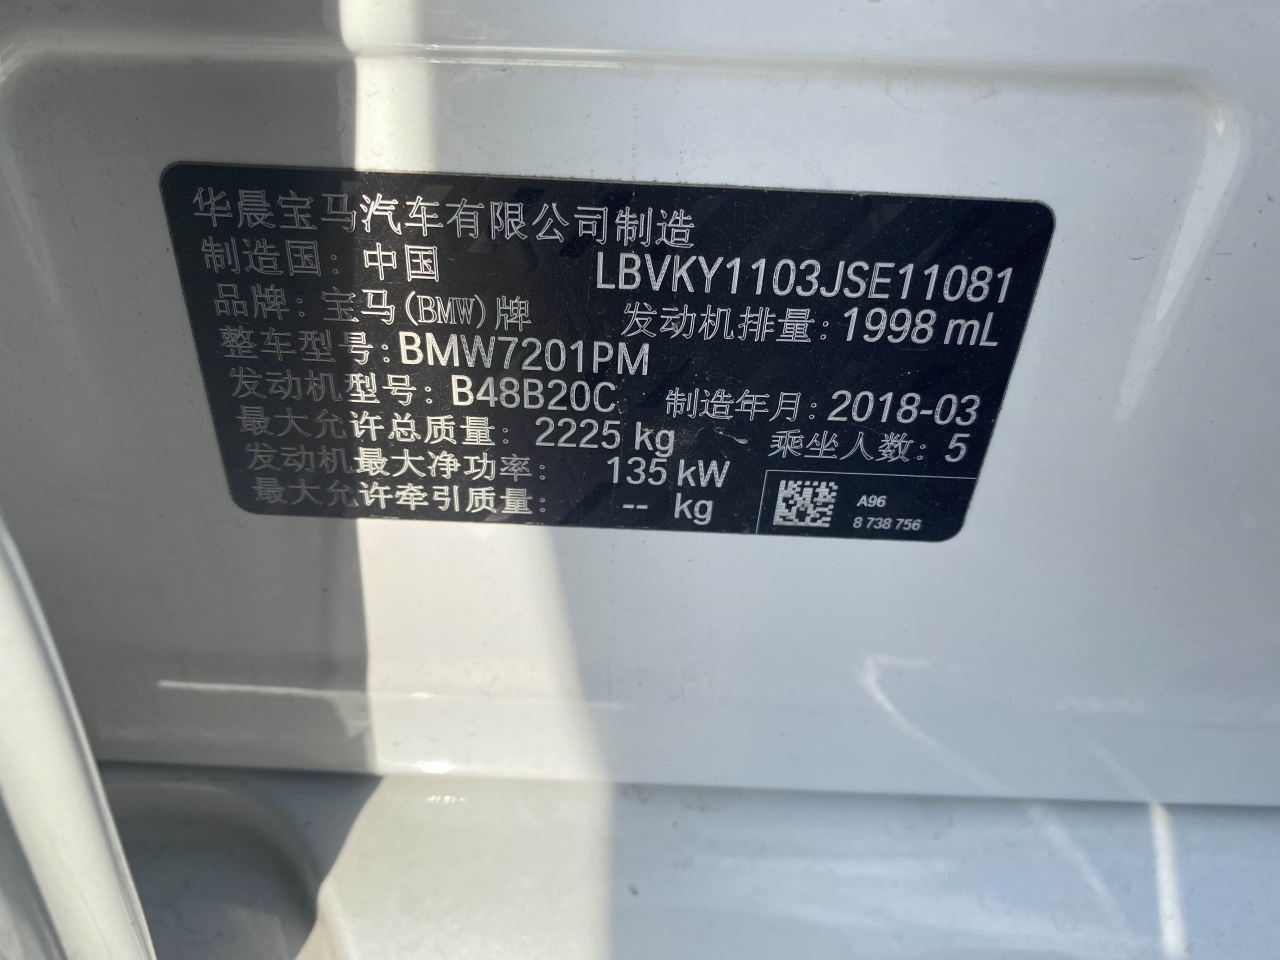 华晨宝马汽车有限公司制造
制造国: 中国
LBVKY1103JSE11081
品牌: 宝马(BMW)牌
发动机排量: 1998 mL
整车型号: BMW7201PM
发动机型号: B48B20C
制造年月: 2018-03
最大允许总质量: 2225 kg
乘坐人数: 5
发动机最大净功率: 135 kW
最大允许牵引质量: -- kg
A96
8 738 756